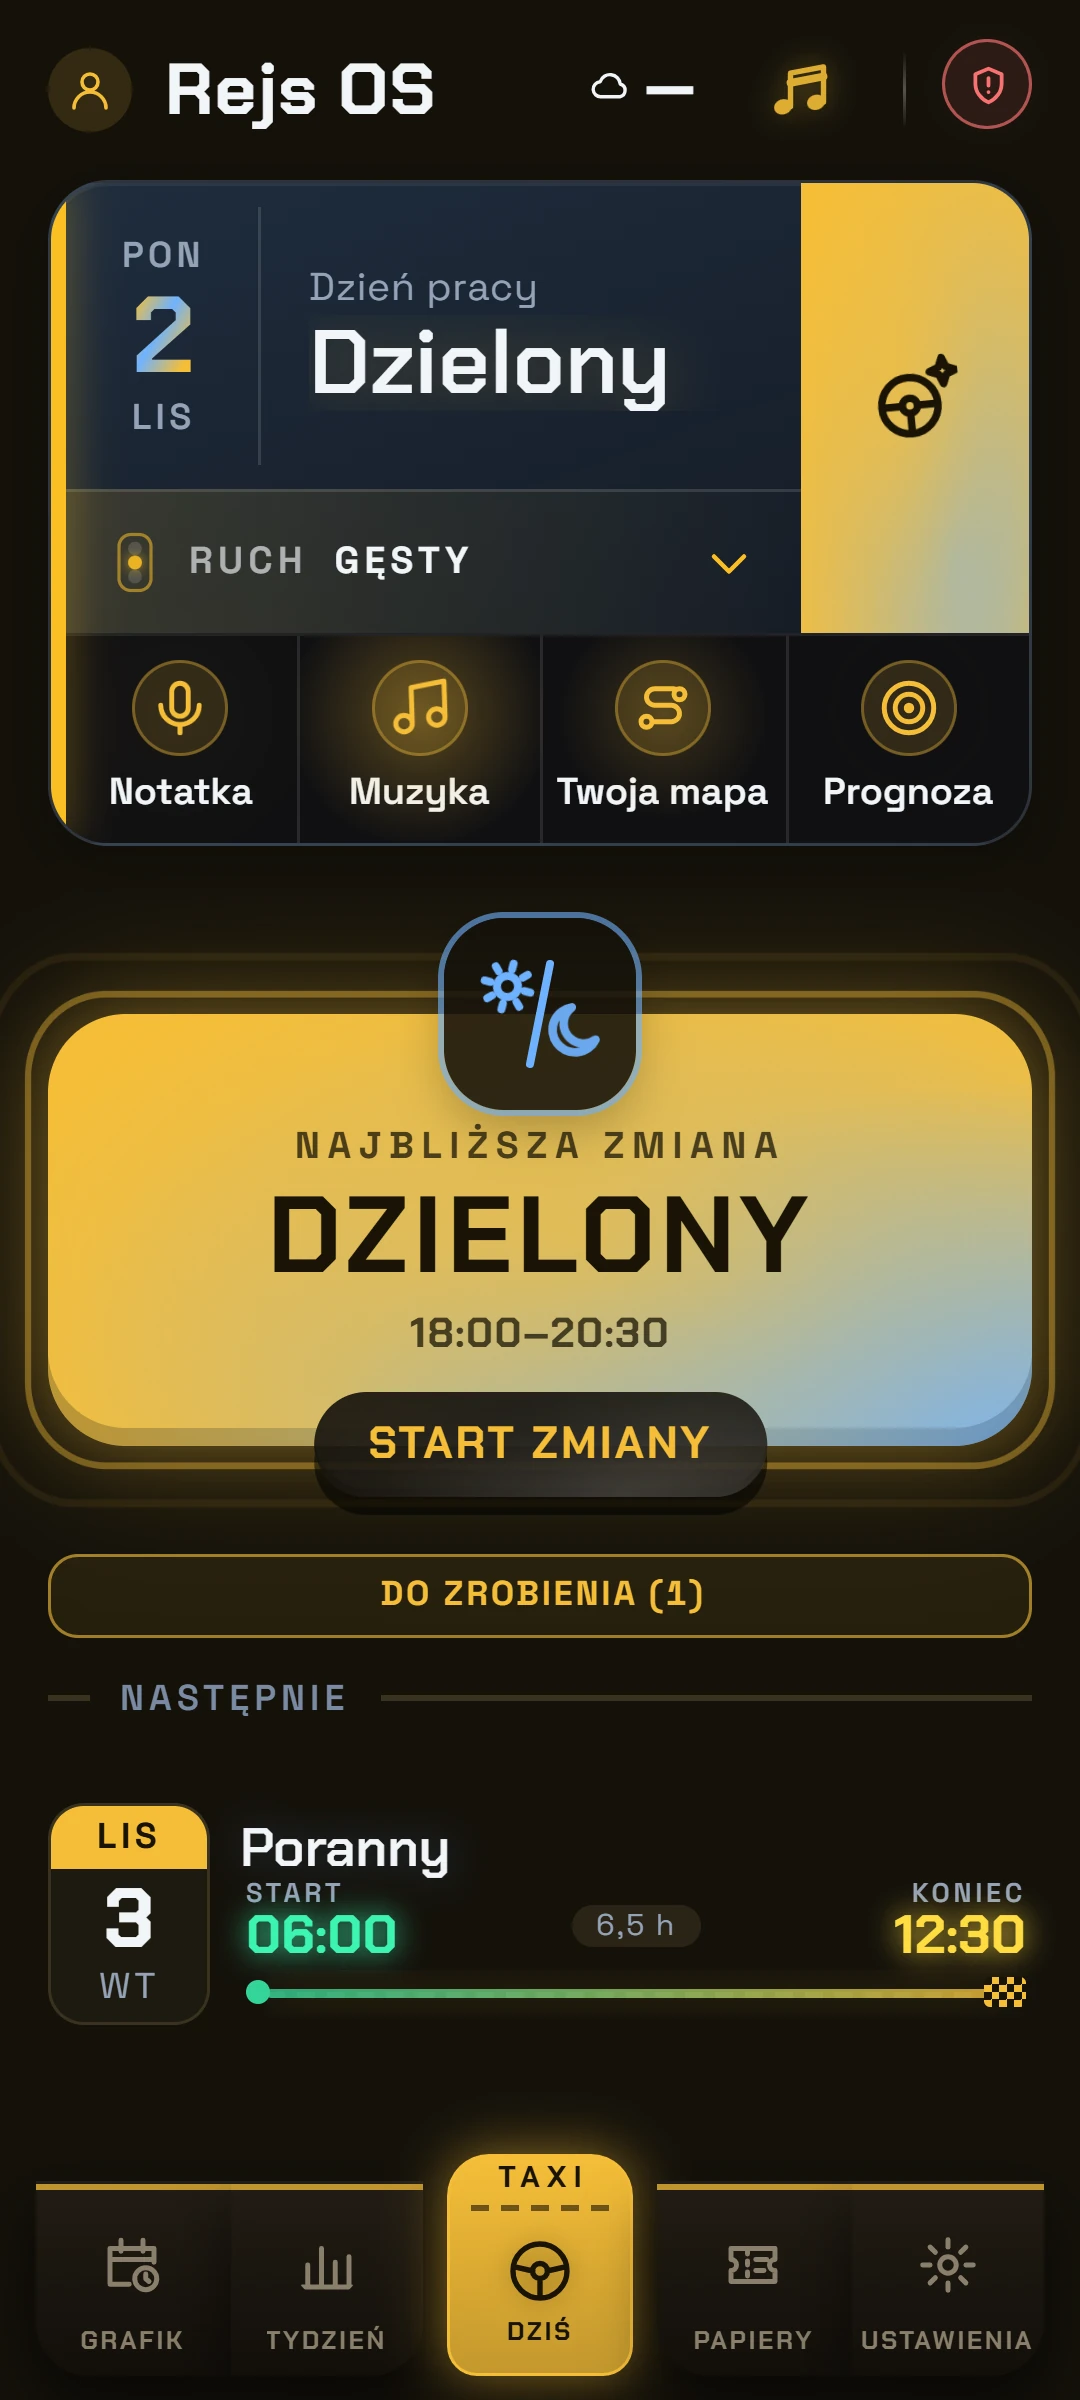 Rejs OS —
PON
2
LIS
Dzień pracy
Dzielony
RUCH GĘSTY
Notatka
Muzyka
Twoja mapa
Prognoza
NAJBLIŻSZA ZMIANA
DZIELONY
18:00–20:30
START ZMIANY
DO ZROBIENIA (1)
NASTĘPNIE
LIS
3
WT
Poranny
START
06:00
6,5 h
KONIEC
12:30
GRAFIK
TYDZIEŃ
TAXI
DZIŚ
PAPIERY
USTAWIENIA